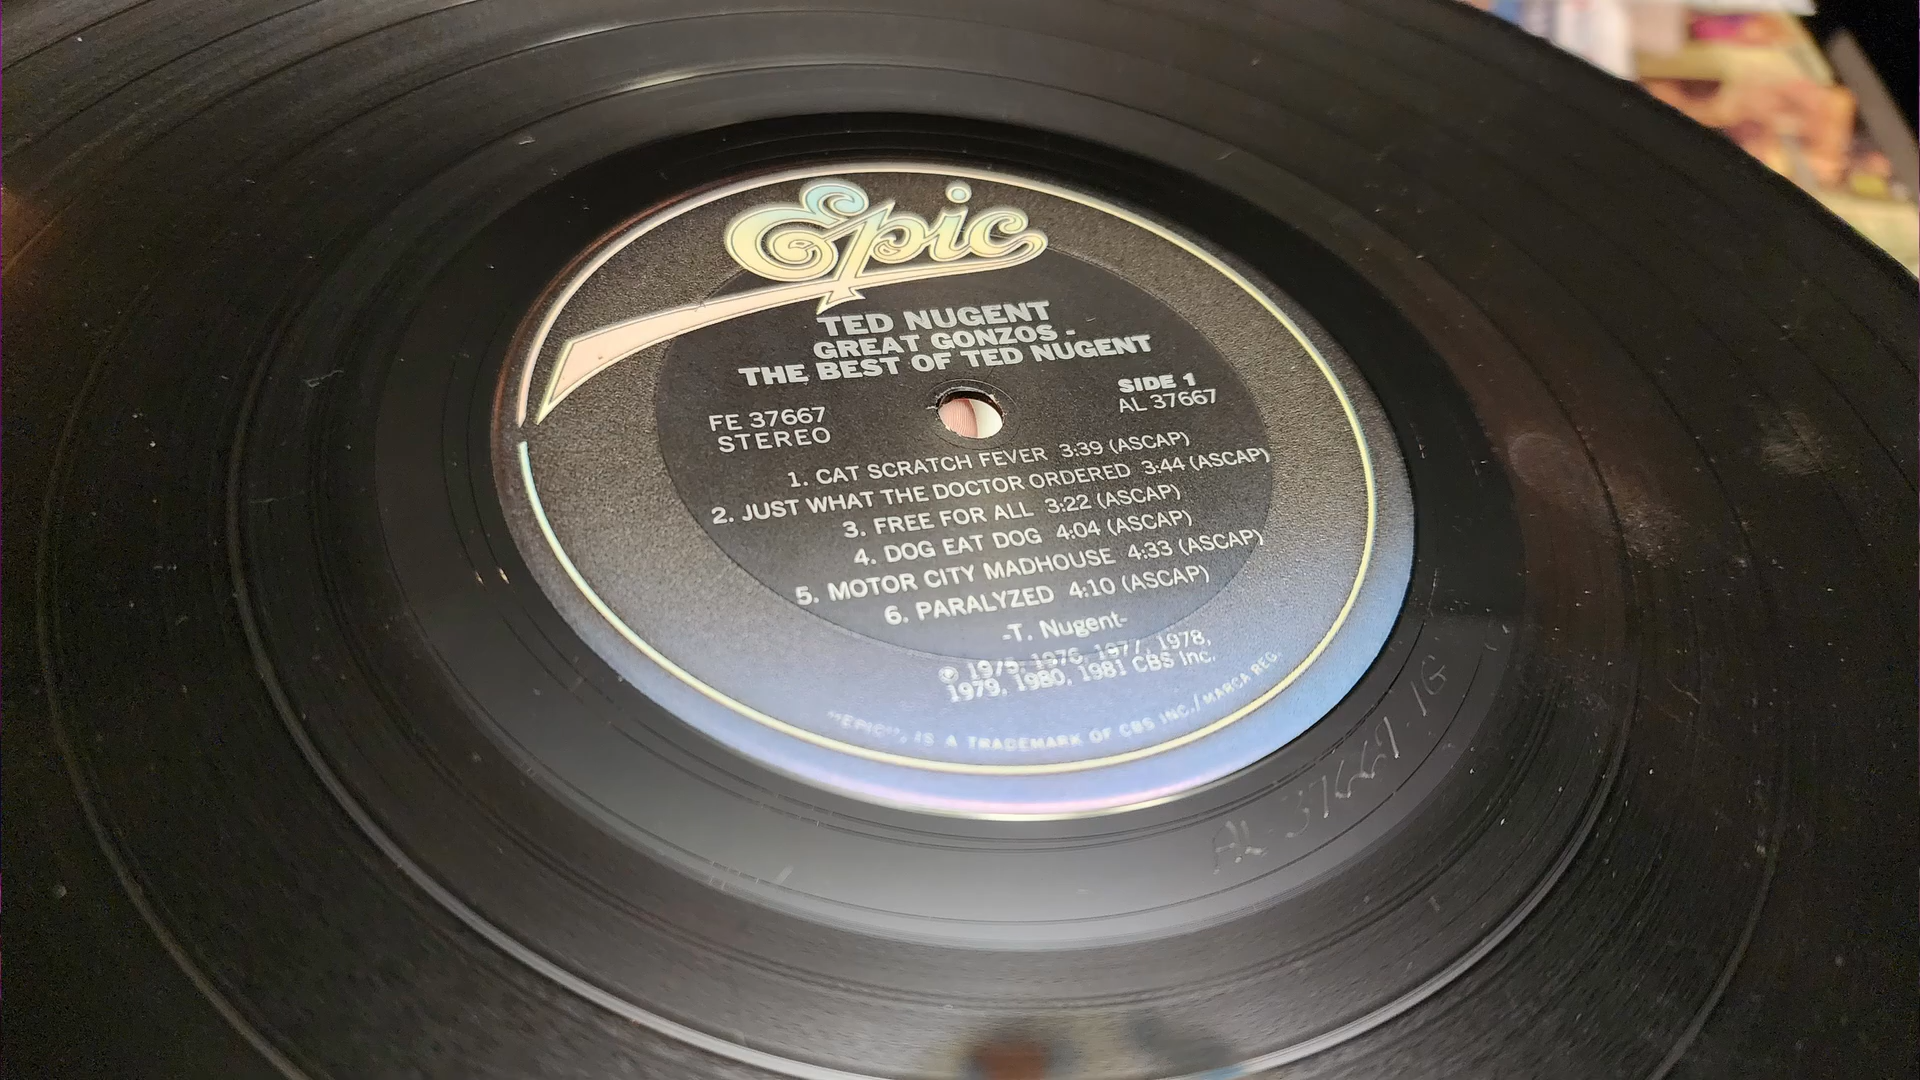 Epic
TED NUGENT
GREAT GONZOS -
THE BEST OF TED NUGENT
SIDE 1
AL 37667
FE 37667
STEREO
1. CAT SCRATCH FEVER 3:39 (ASCAP)
2. JUST WHAT THE DOCTOR ORDERED 3:44 (ASCAP)
3. FREE FOR ALL 3:22 (ASCAP)
4. DOG EAT DOG 4:04 (ASCAP)
5. MOTOR CITY MADHOUSE 4:33 (ASCAP)
6. PARALYZED 4:10 (ASCAP)
-T. Nugent-
℗ 1975, 1976, 1977, 1978,
1979, 1980, 1981 CBS Inc.
"EPIC", IS A TRADEMARK OF CBS INC./MARCA REG.
AL-37667-1G